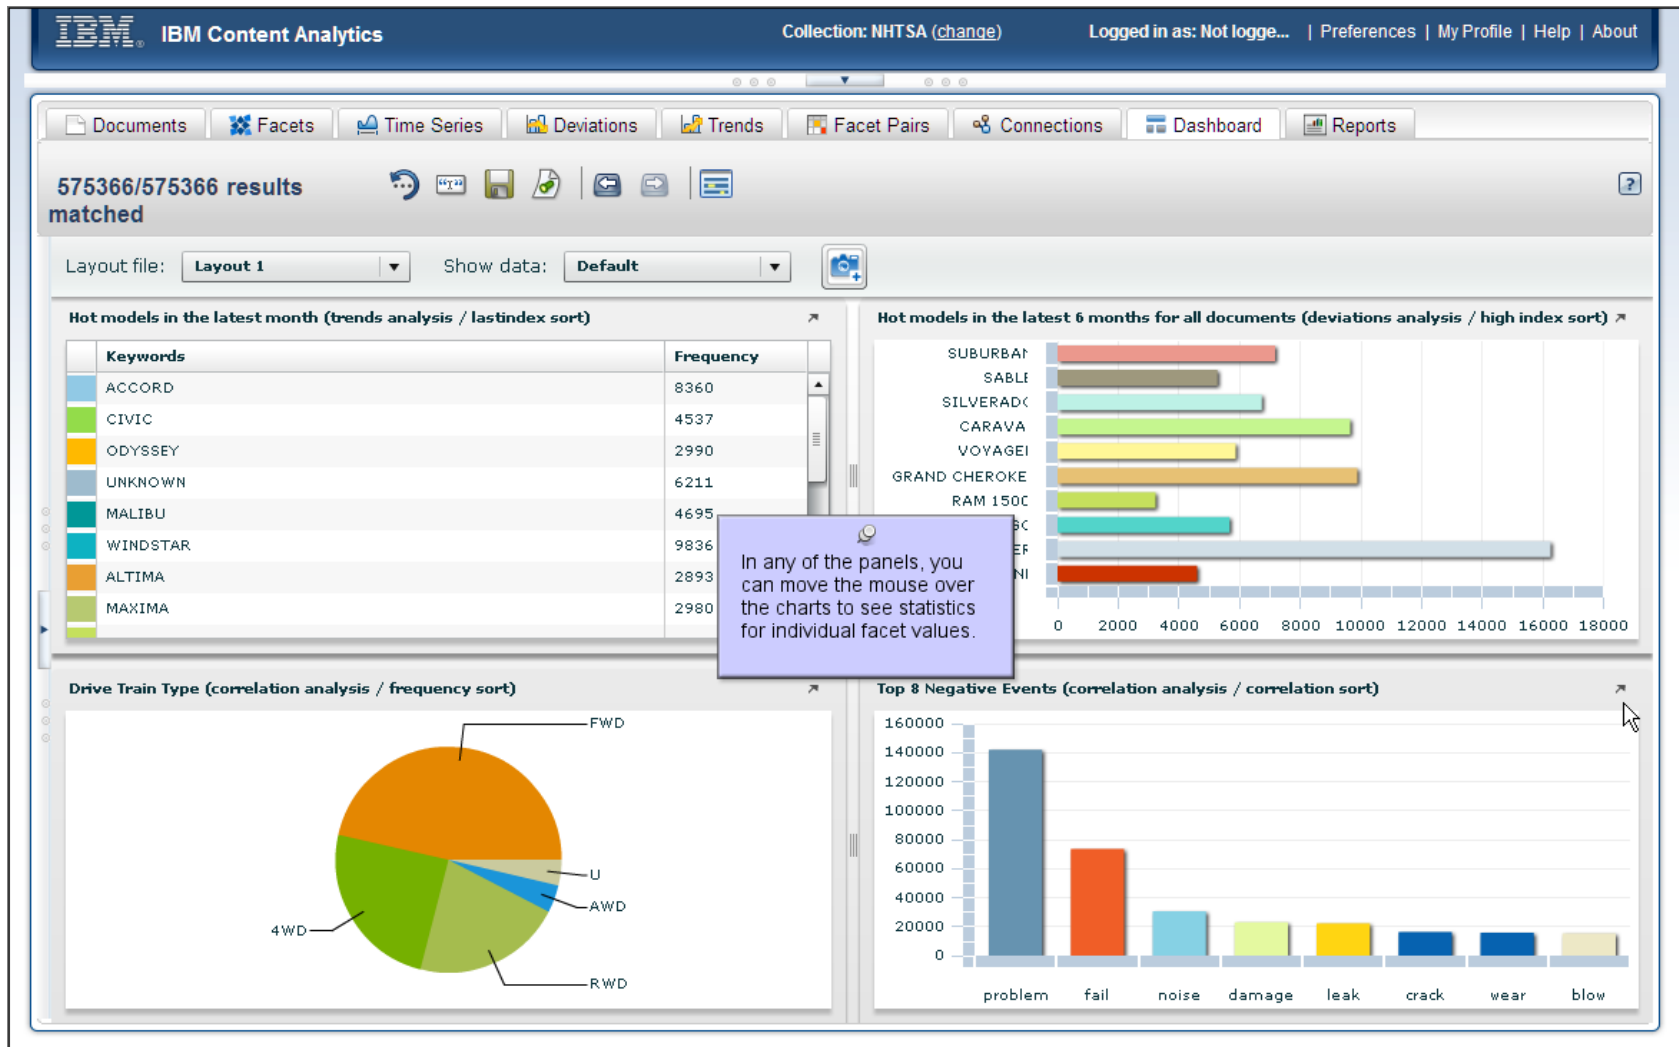 IBM
IBM Content Analytics
Collection: NHTSA (change)
Logged in as: Not logge... | Preferences | My Profile | Help | About
Documents
Facets
Time Series
Deviations
Trends
Facet Pairs
Connections
Dashboard
Reports
575366/575366 results
matched
Layout file:
Layout 1
Show data:
Default
Hot models in the latest month (trends analysis / lastindex sort)
Keywords Frequency
ACCORD 8360
CIVIC 4537
ODYSSEY 2990
UNKNOWN 6211
MALIBU 4695
WINDSTAR 9836
ALTIMA 2893
MAXIMA 2980
Hot models in the latest 6 months for all documents (deviations analysis / high index sort)
SUBURBAN
SABLE
SILVERADO
CARAVA
VOYAGE
GRAND CHEROKE
RAM 1500
0 2000 4000 6000 8000 10000 12000 14000 16000 18000
In any of the panels, you
can move the mouse over
the charts to see statistics
for individual facet values.
Drive Train Type (correlation analysis / frequency sort)
FWD
U
AWD
4WD
RWD
Top 8 Negative Events (correlation analysis / correlation sort)
160000
140000
120000
100000
80000
60000
40000
20000
0
problem fail noise damage leak crack wear blow